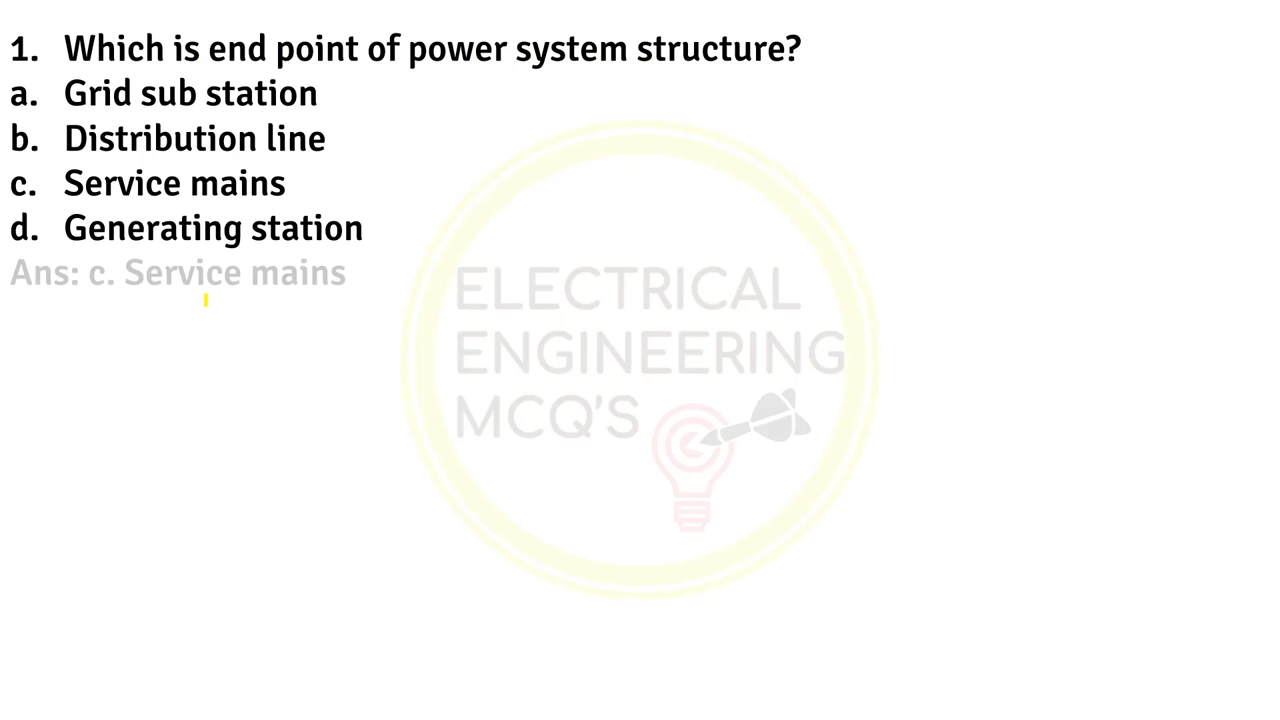 1. Which is end point of power system structure?
a. Grid sub station
b. Distribution line
c. Service mains
d. Generating station
Ans: c. Service mains
ELECTRICAL
ENGINEERING
MCQ'S